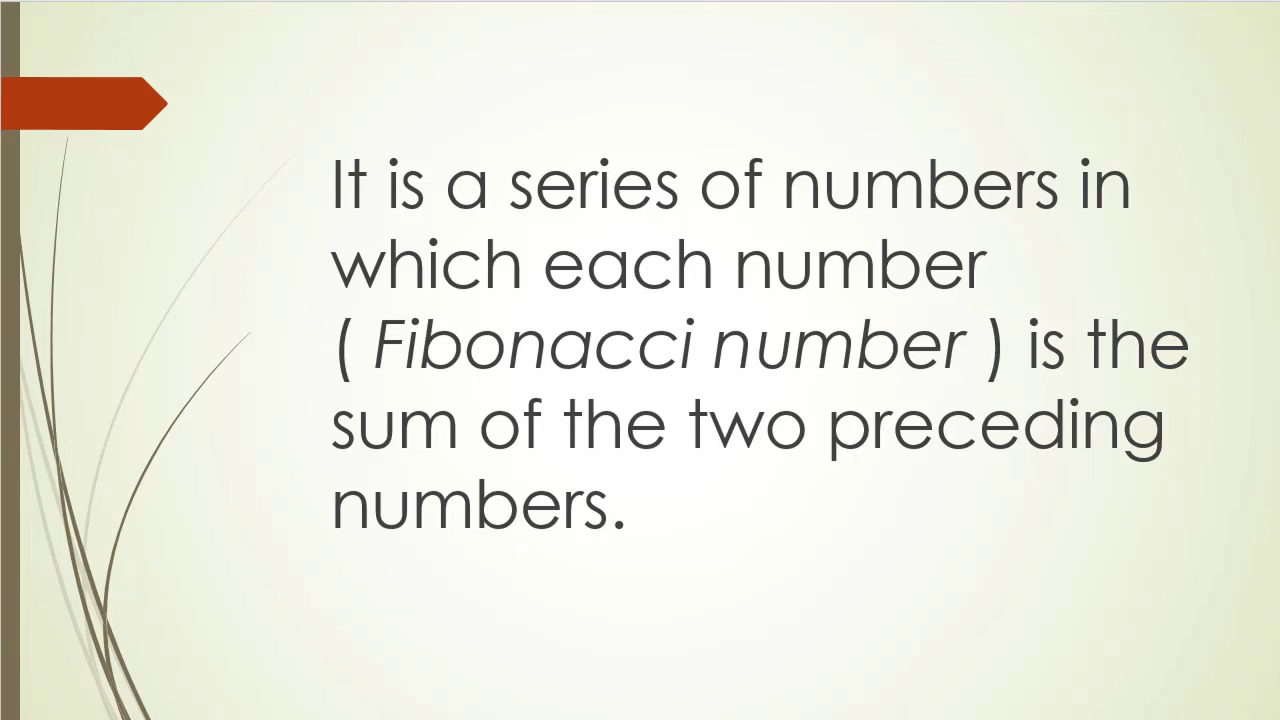 It is a series of numbers in
which each number
( Fibonacci number ) is the
sum of the two preceding
numbers.